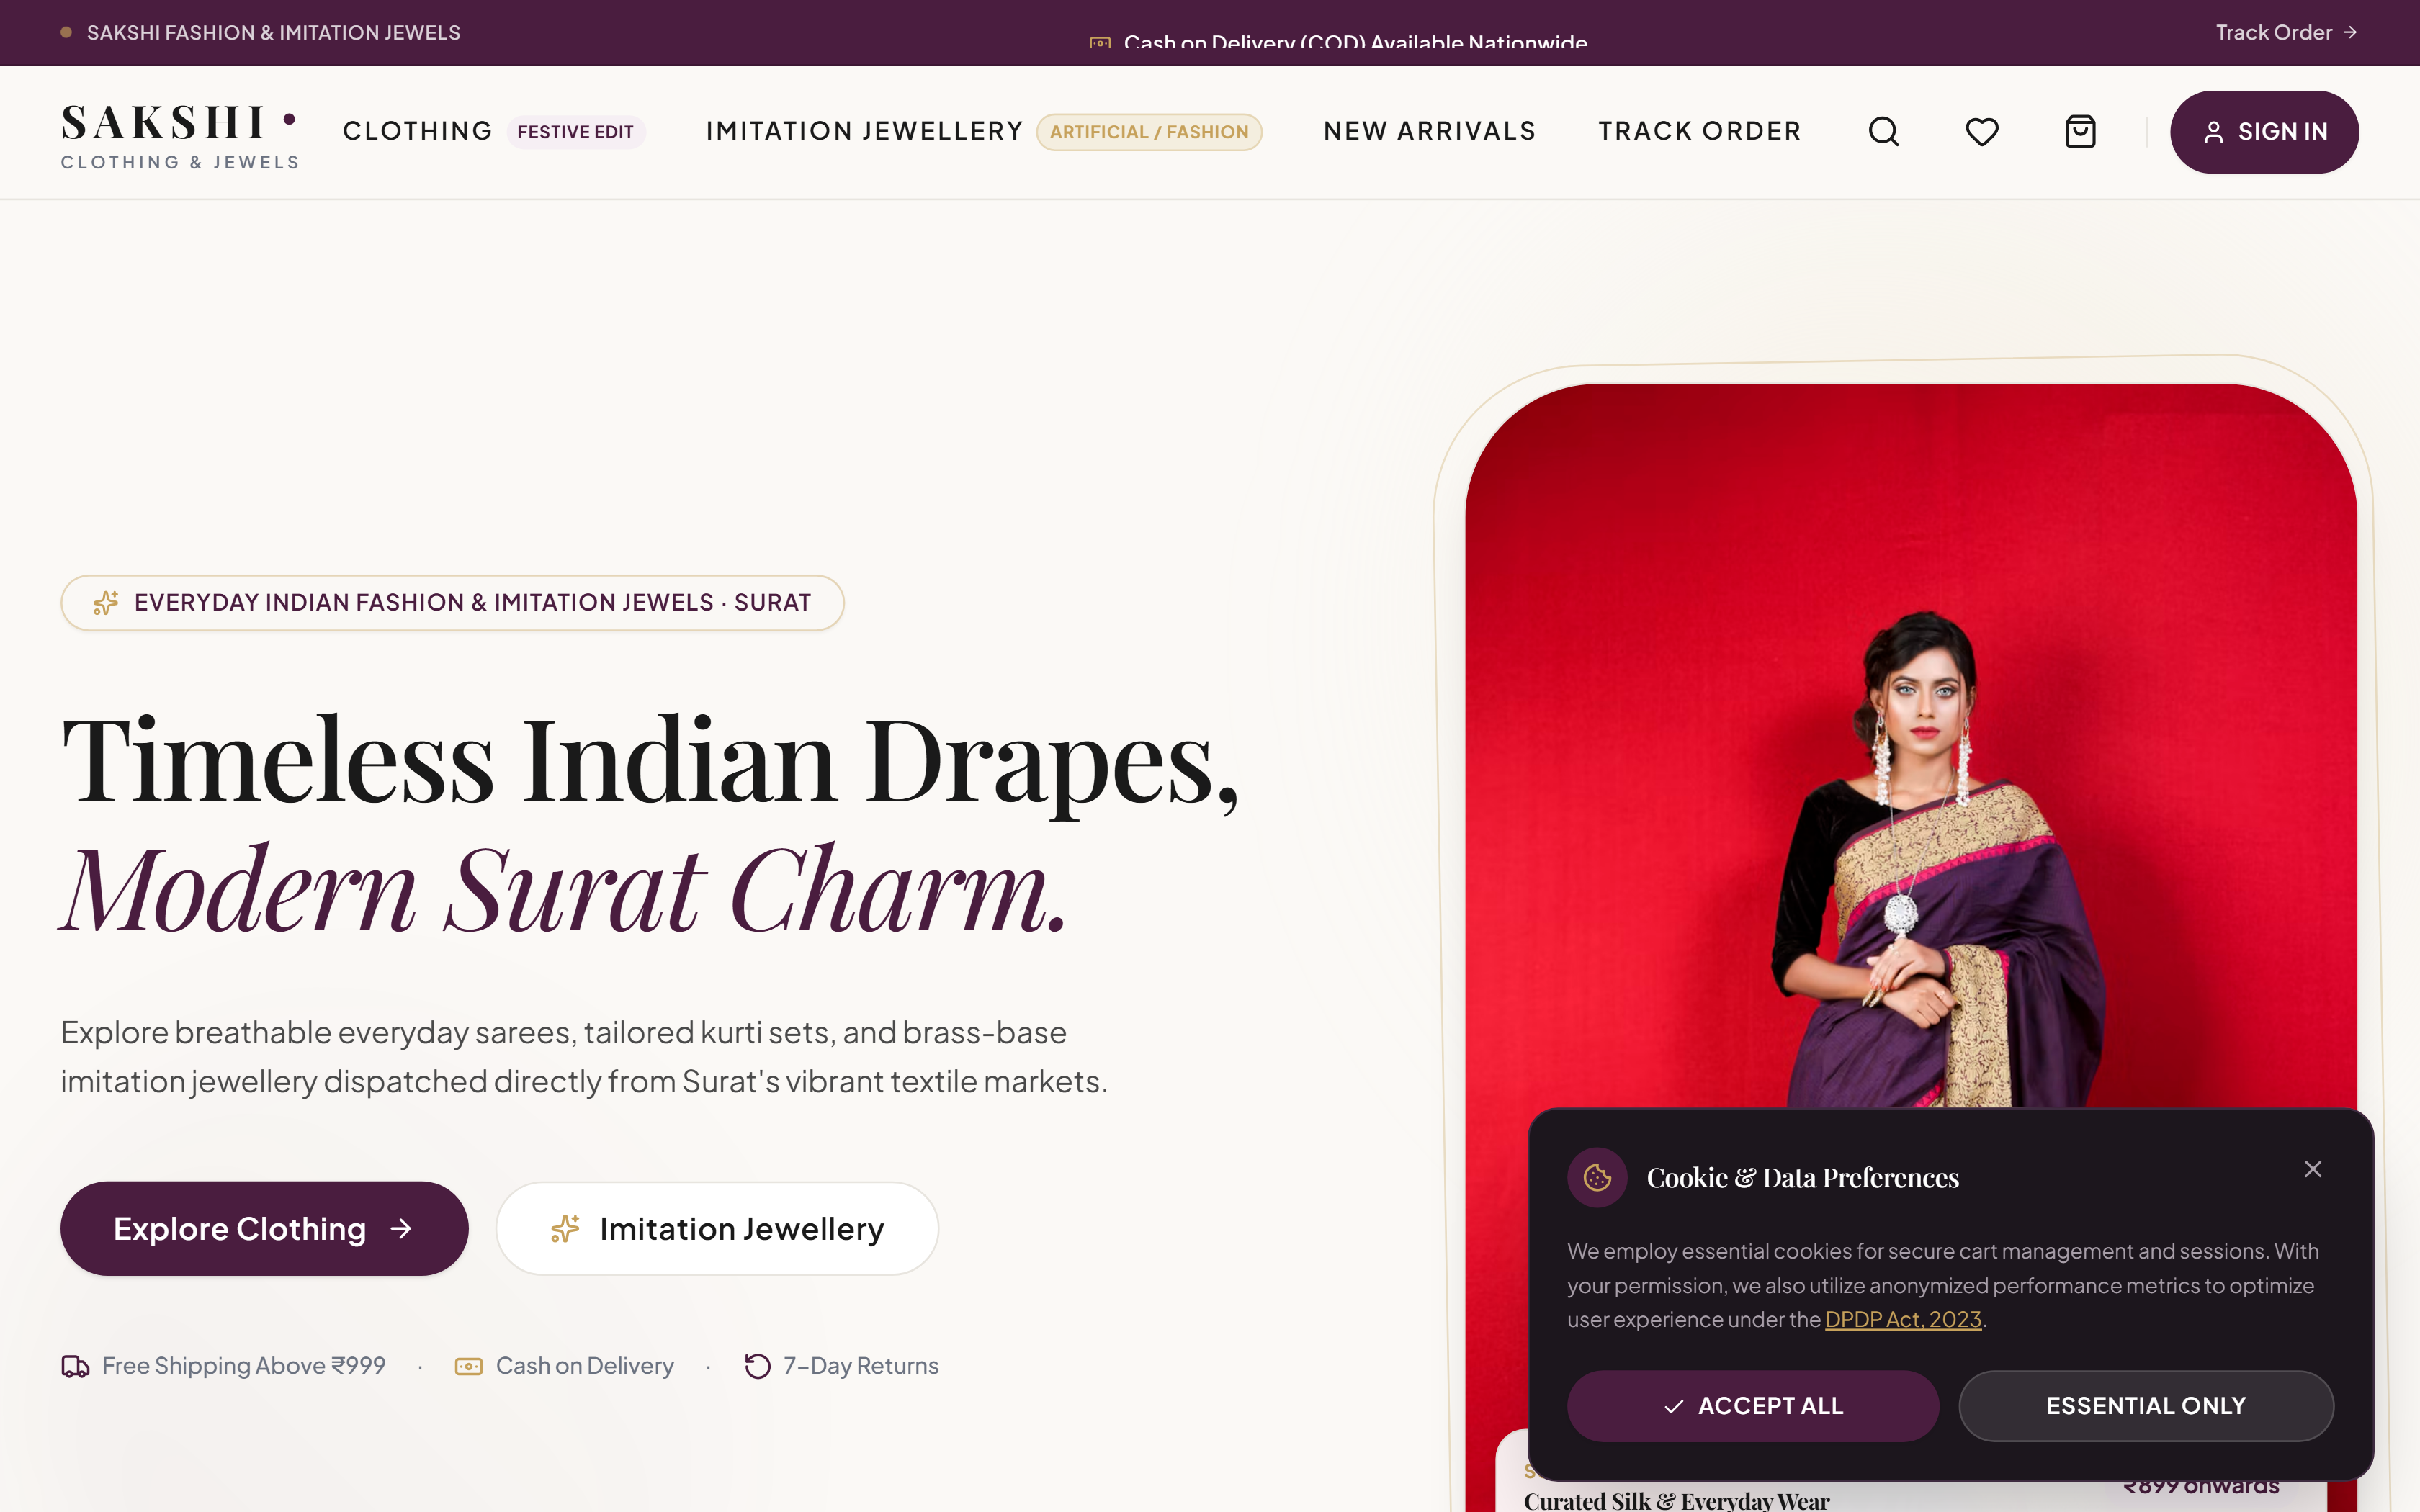 SAKSHI FASHION & IMITATION JEWELS
Cash on Delivery (COD) Available Nationwide
Track Order →
SAKSHI
CLOTHING & JEWELS
CLOTHING FESTIVE EDIT
IMITATION JEWELLERY ARTIFICIAL / FASHION
NEW ARRIVALS
TRACK ORDER
SIGN IN
EVERYDAY INDIAN FASHION & IMITATION JEWELS · SURAT
Timeless Indian Drapes,
Modern Surat Charm.
Explore breathable everyday sarees, tailored kurti sets, and brass-base
imitation jewellery dispatched directly from Surat's vibrant textile markets.
Explore Clothing →
Imitation Jewellery
Free Shipping Above ₹999 · Cash on Delivery · 7-Day Returns
Cookie & Data Preferences
We employ essential cookies for secure cart management and sessions. With
your permission, we also utilize anonymized performance metrics to optimize
user experience under the DPDP Act, 2023.
ACCEPT ALL
ESSENTIAL ONLY
₹899 onwards
Curated Silk & Everyday Wear